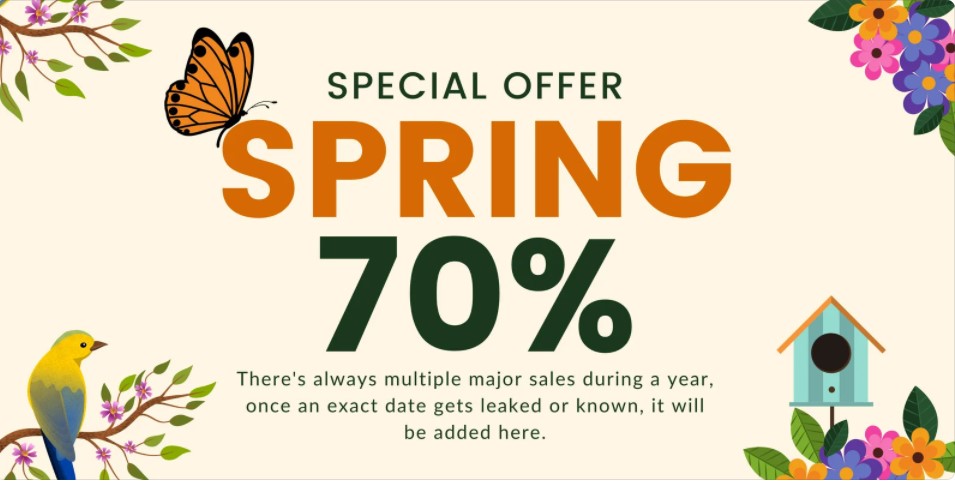 SPECIAL OFFER
SPRING
70%
There's always multiple major sales during a year,
once an exact date gets leaked or known, it will
be added here.